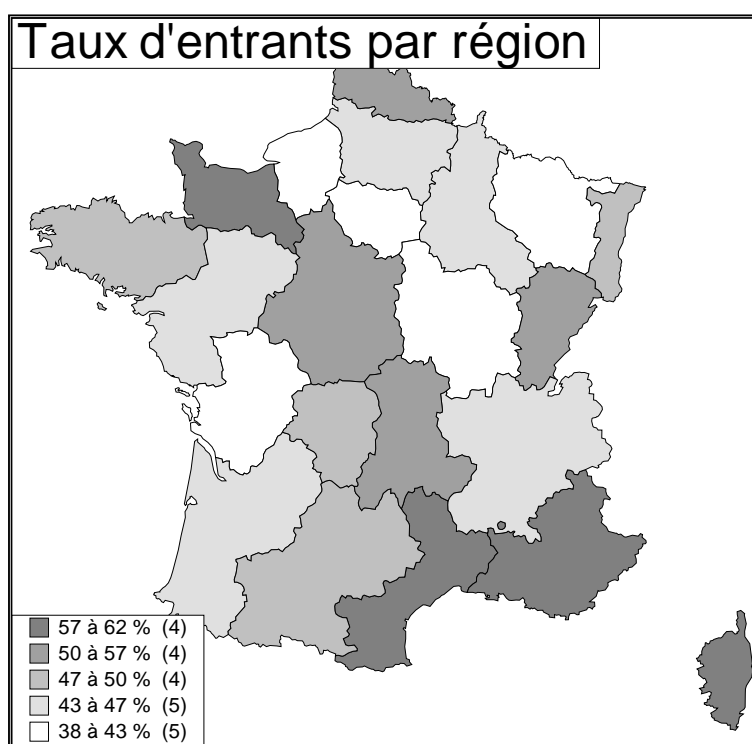 Taux d'entrants par région
57 à 62 % (4)
50 à 57 % (4)
47 à 50 % (4)
43 à 47 % (5)
38 à 43 % (5)